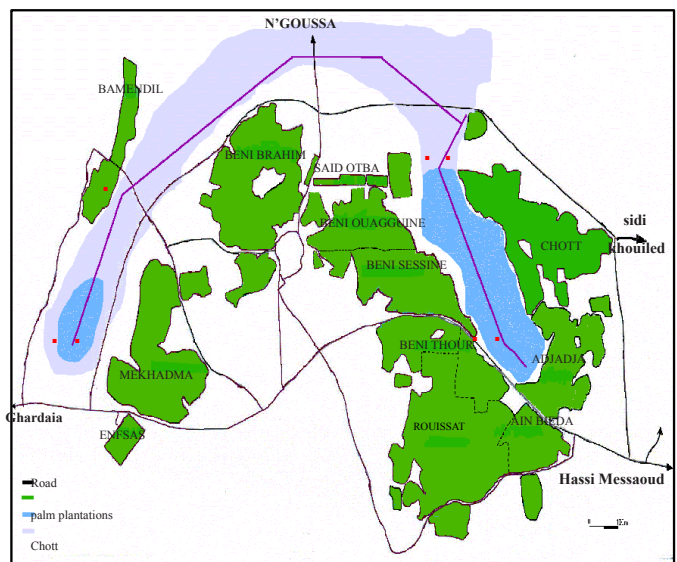 N'GOUSSA
BAMENDIL
BENI BRAHIM
SAID OTBA
BENI OUAGGUINE
sidi
khouiled
CHOTT
BENI SESSINE
BENI THOUR
ADJADJA
MEKHADMA
Ghardaia
ENFSAS
ROUISSAT
AIN BIEDA
Hassi Messaoud
Road
palm plantations
Chott